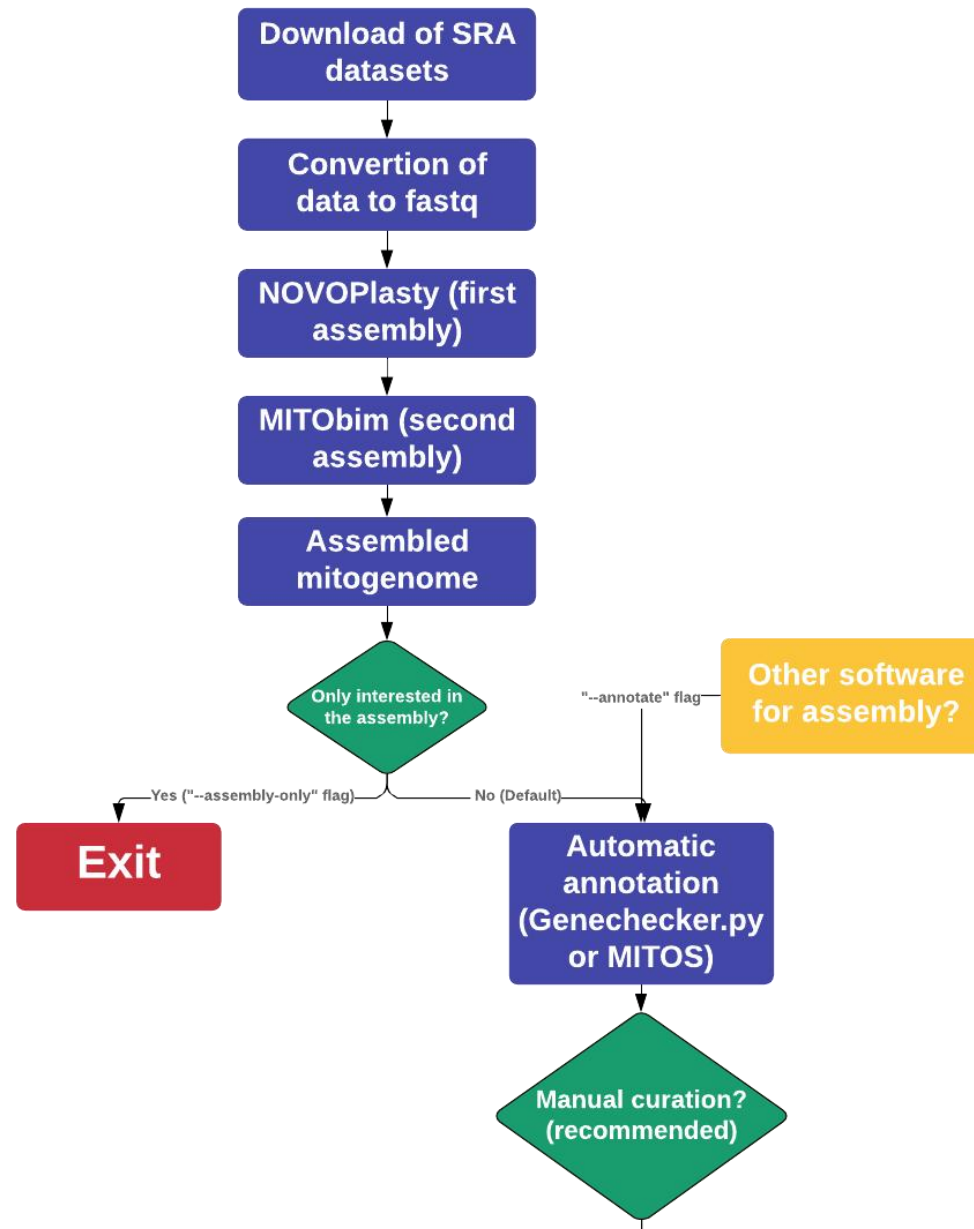 Download of SRA
datasets
Convertion of
data to fastq
NOVOPlasty (first
assembly)
MITObim (second
assembly)
Assembled
mitogenome
Only interested in
the assembly?
"--annotate" flag
Other software
for assembly?
Yes ("--assembly-only" flag)
No (Default)
Exit
Automatic
annotation
(Genechecker.py
or MITOS)
Manual curation?
(recommended)